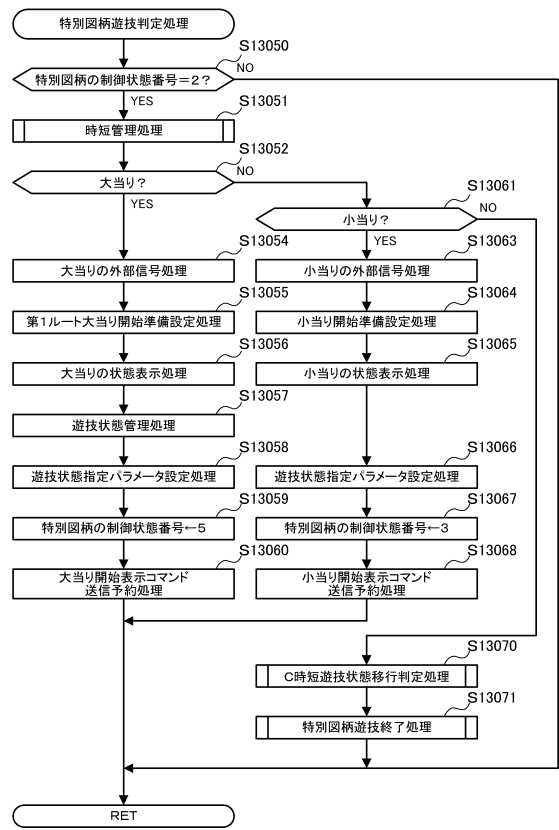 特別図柄遊技判定処理
S13050
特別図柄の制御状態番号＝2？
NO
YES
S13051
時短管理処理
S13052
大当り？
NO
YES
S13061
小当り？
NO
YES
S13054
大当りの外部信号処理
S13063
小当りの外部信号処理
S13055
第1ルート大当り開始準備設定処理
S13064
小当り開始準備設定処理
S13056
大当りの状態表示処理
S13065
小当りの状態表示処理
S13057
遊技状態管理処理
S13058
遊技状態指定パラメータ設定処理
S13066
遊技状態指定パラメータ設定処理
S13059
特別図柄の制御状態番号←5
S13067
特別図柄の制御状態番号←3
S13060
大当り開始表示コマンド
送信予約処理
S13068
小当り開始表示コマンド
送信予約処理
S13070
C時短遊技状態移行判定処理
S13071
特別図柄遊技終了処理
RET